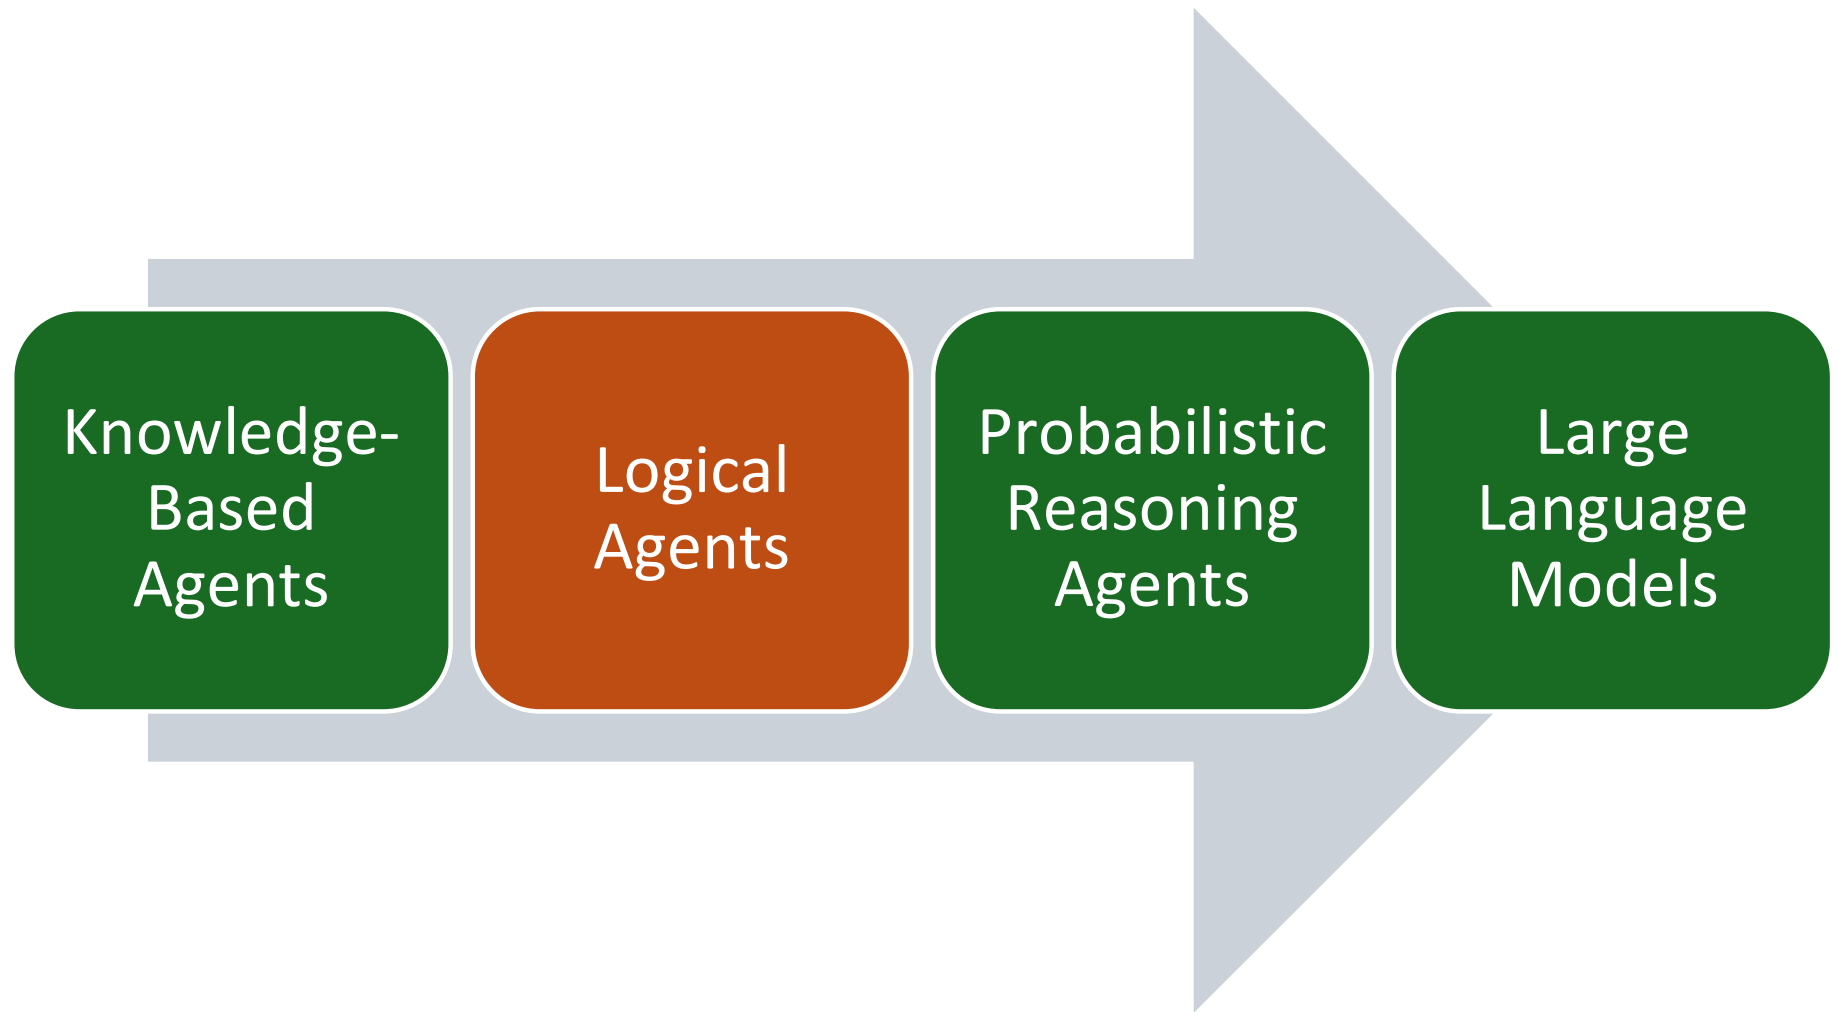 Knowledge-
Based
Agents
Logical
Agents
Probabilistic
Reasoning
Agents
Large
Language
Models